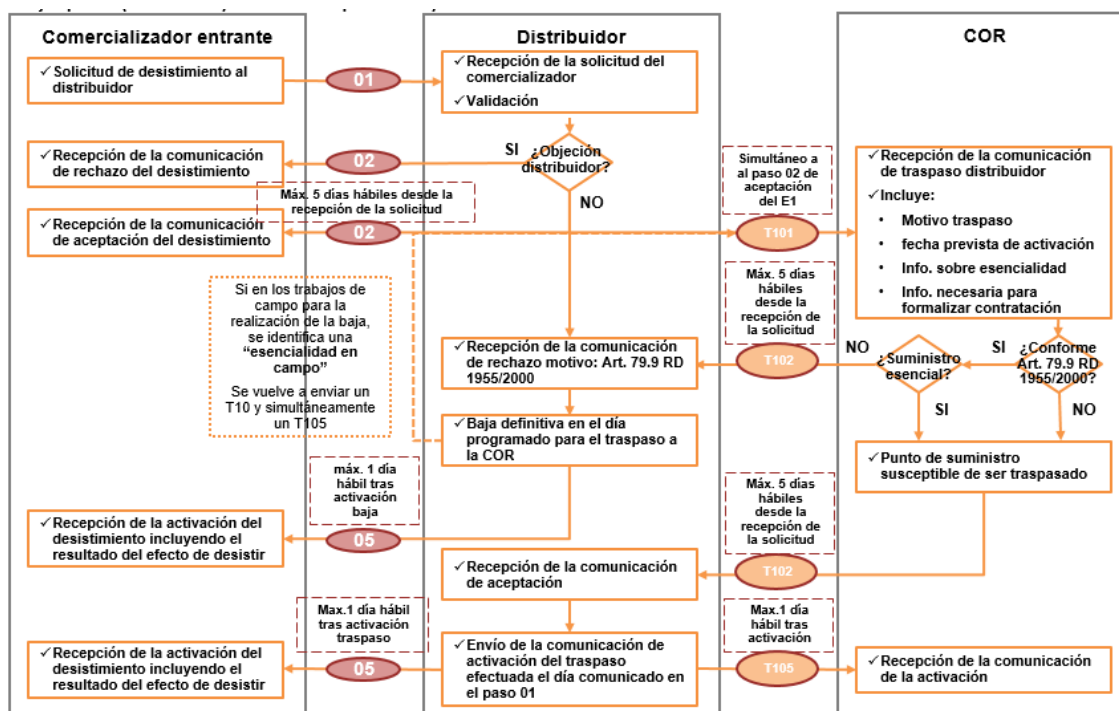 Comercializador entrante
Distribuidor
COR
✓Solicitud de desistimiento al
distribuidor
01
✓Recepción de la solicitud del
comercializador
✓Validación
SI
¿Objeción
distribuidor?
NO
✓Recepción de la comunicación
de rechazo del desistimiento
02
Máx. 5 días hábiles desde la
recepción de la solicitud
✓Recepción de la comunicación
de aceptación del desistimiento
02
Simultáneo a
al paso 02 de
aceptación
del E1
T101
✓Recepción de la comunicación
de traspaso distribuidor
✓Incluye:
• Motivo traspaso
• fecha prevista de activación
• Info. sobre esencialidad
• Info. necesaria para
formalizar contratación
Si en los trabajos de
campo para la
realización de la baja,
se identifica una
“esencialidad en
campo”
Se vuelve a enviar un
T10 y simultáneamente
un T105
Máx. 5 días
hábiles
desde la
recepción de
la solicitud
✓Recepción de la comunicación
de rechazo motivo: Art. 79.9 RD
1955/2000
T102
NO
¿Suministro
esencial?
SI
SI
¿Conforme
Art. 79.9 RD
1955/2000?
NO
✓Baja definitiva en el día
programado para el traspaso a
la COR
✓Punto de suministro
susceptible de ser traspasado
máx. 1 día
hábil tras
activación
baja
Máx. 5 días
hábiles
desde la
recepción de
la solicitud
✓Recepción de la activación del
desistimiento incluyendo el
resultado del efecto de desistir
05
✓Recepción de la comunicación
de aceptación
T102
Max.1 día hábil
tras activación
traspaso
Max.1 día
hábil tras
activación
✓Recepción de la activación del
desistimiento incluyendo el
resultado del efecto de desistir
05
✓Envío de la comunicación de
activación del traspaso
efectuada el día comunicado en
el paso 01
T105
✓Recepción de la comunicación
de la activación